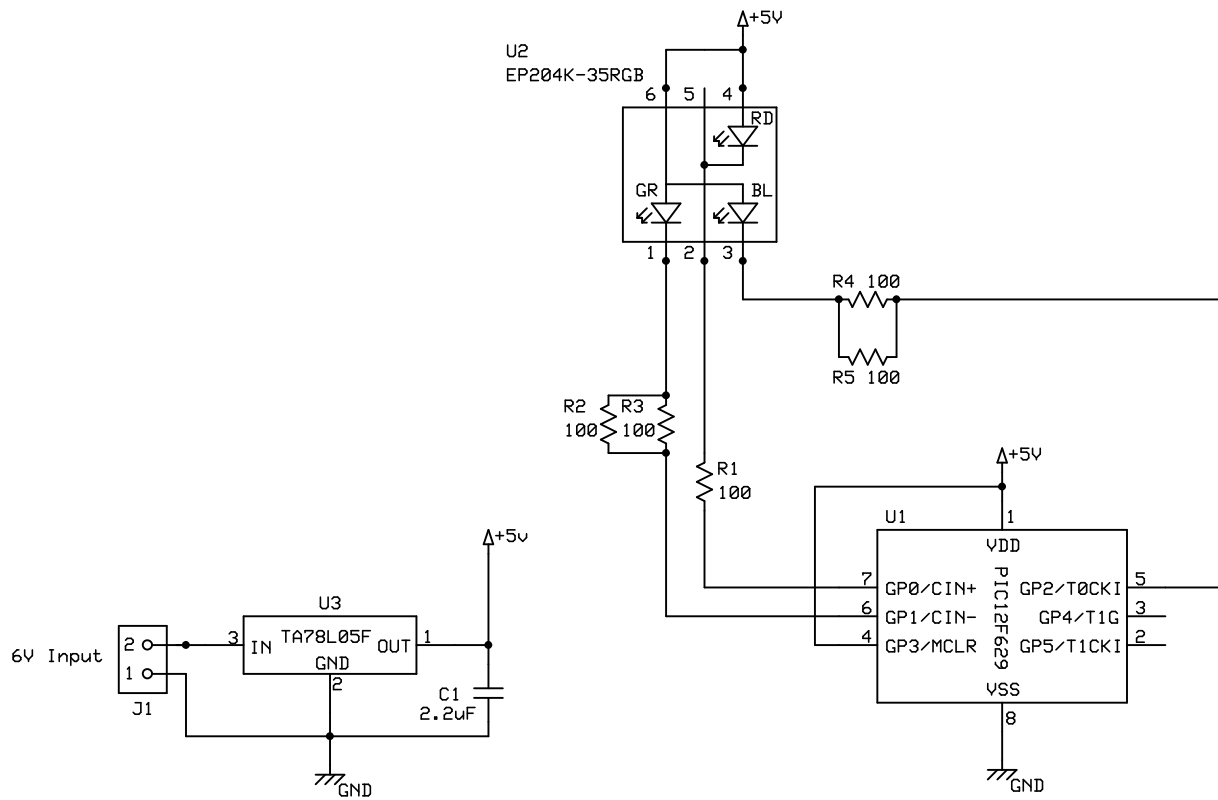 +5V
U2
EP204K-35RGB
6 5 4
RD
GR BL
1 2 3
R4 100
R5 100
R2 R3
100 100
R1
100
+5V
U1 1
VDD
7 GP0/CIN+ GP2/T0CKI 5
6 GP1/CIN- GP4/T1G 3
4 GP3/MCLR GP5/T1CKI 2
PIC12F629
VSS
8
GND
+5v
U3
6V Input
2
1
J1
3 IN TA78L05F OUT 1
GND
2
C1
2.2uF
GND